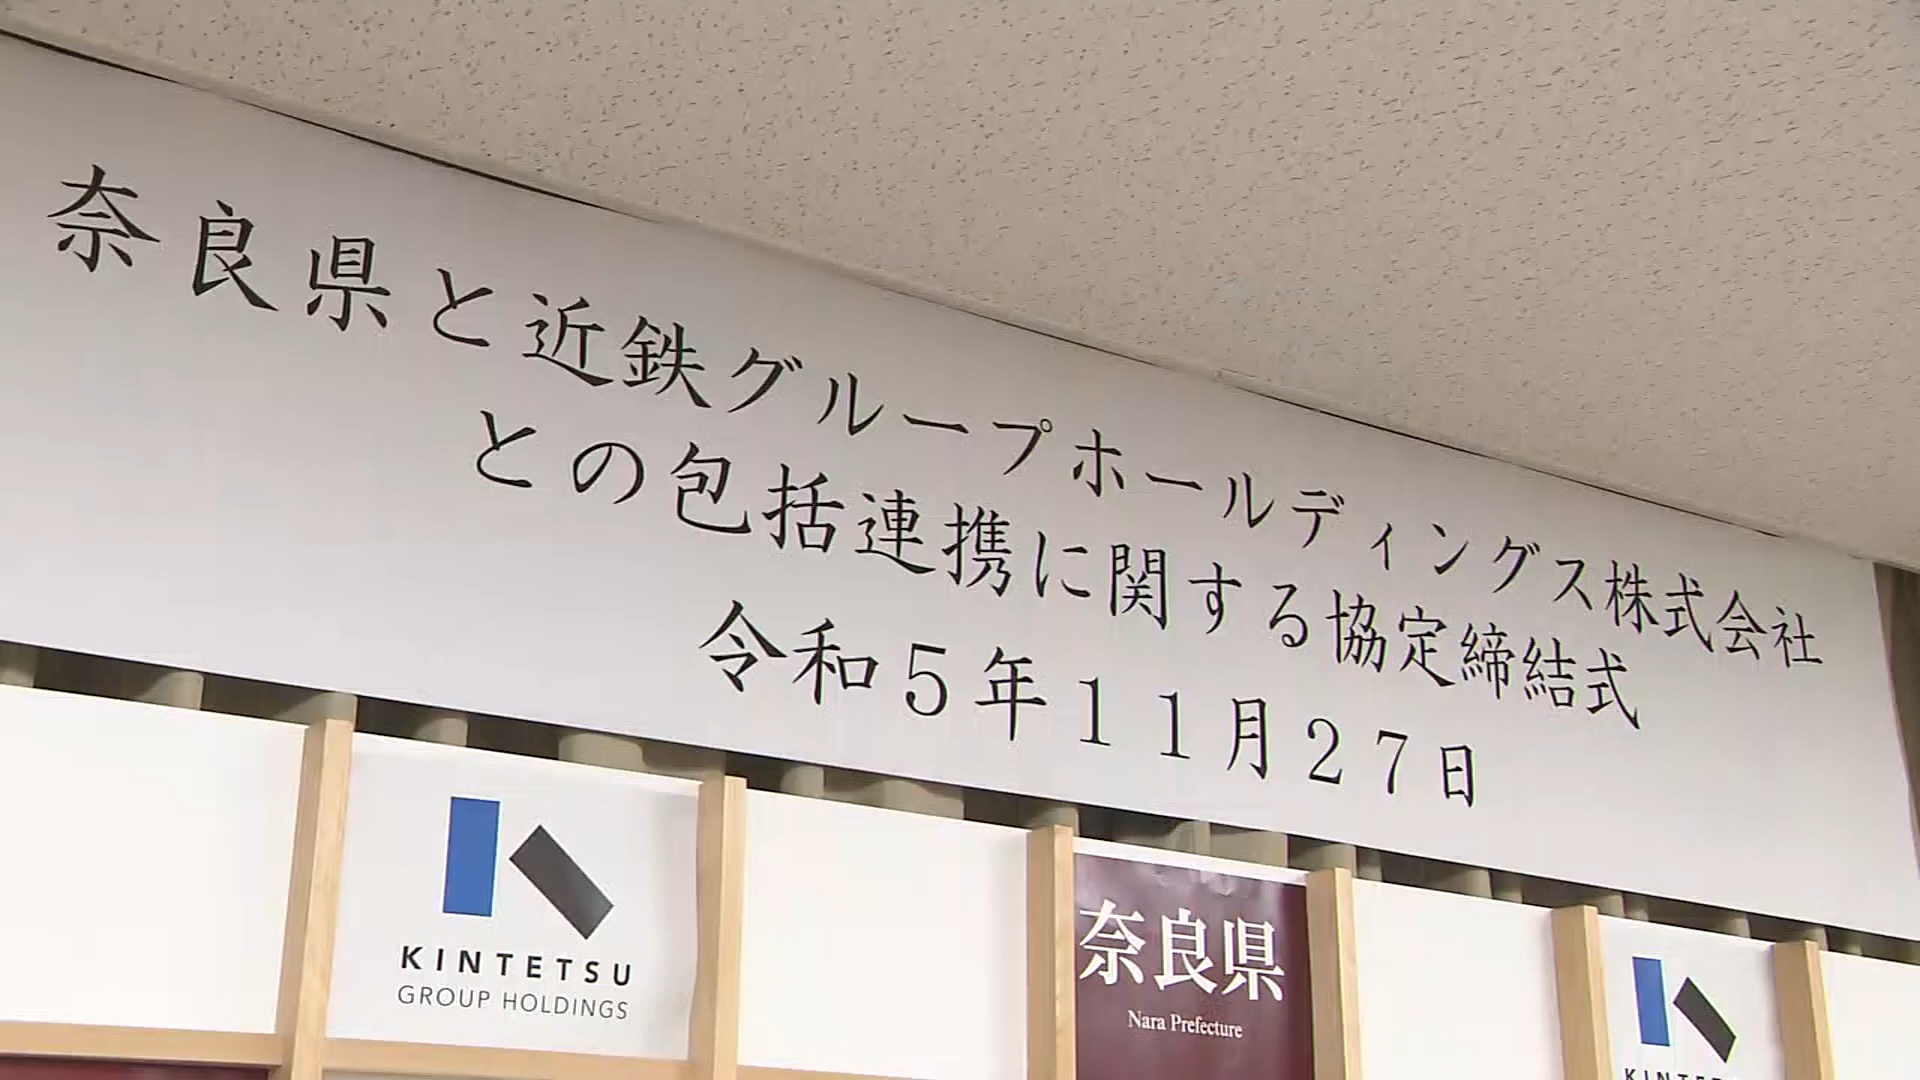 奈良県と近鉄グループホールディングス株式会社
との包括連携に関する協定締結式
令和５年１１月２７日
KINTETSU
GROUP HOLDINGS
奈良県
Nara Prefecture